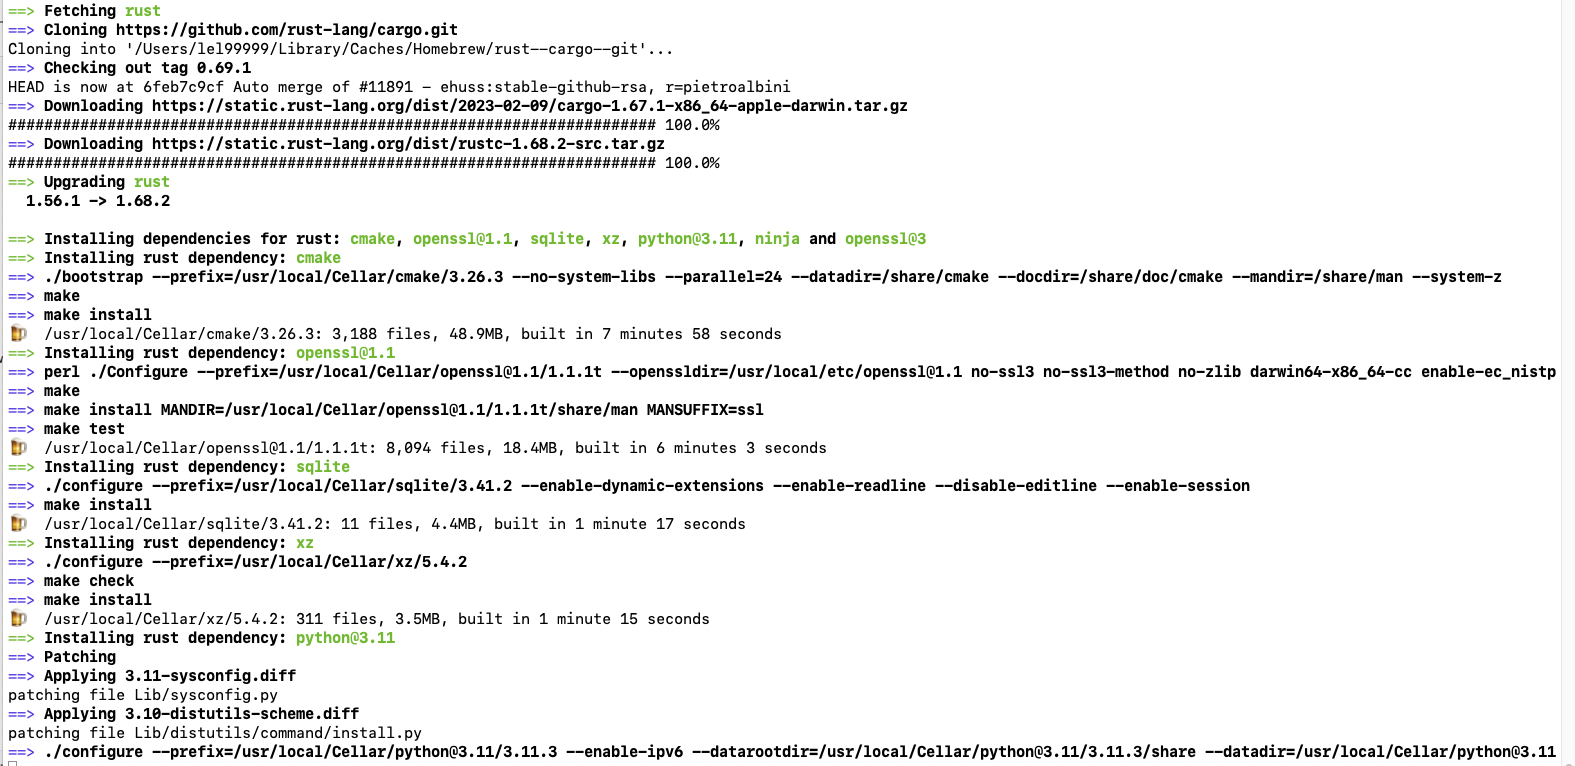 ==> Fetching rust
==> Cloning https://github.com/rust-lang/cargo.git
Cloning into '/Users/lel99999/Library/Caches/Homebrew/rust--cargo--git'...
==> Checking out tag 0.69.1
HEAD is now at 6feb7c9cf Auto merge of #11891 - ehuss:stable-github-rsa, r=pietroalbini
==> Downloading https://static.rust-lang.org/dist/2023-02-09/cargo-1.67.1-x86_64-apple-darwin.tar.gz
######################################################################## 100.0%
==> Downloading https://static.rust-lang.org/dist/rustc-1.68.2-src.tar.gz
######################################################################## 100.0%
==> Upgrading rust
  1.56.1 -> 1.68.2
==> Installing dependencies for rust: cmake, openssl@1.1, sqlite, xz, python@3.11, ninja and openssl@3
==> Installing rust dependency: cmake
==> ./bootstrap --prefix=/usr/local/Cellar/cmake/3.26.3 --no-system-libs --parallel=24 --datadir=/share/cmake --docdir=/share/doc/cmake --mandir=/share/man --system-z
==> make
==> make install
🍺  /usr/local/Cellar/cmake/3.26.3: 3,188 files, 48.9MB, built in 7 minutes 58 seconds
==> Installing rust dependency: openssl@1.1
==> perl ./Configure --prefix=/usr/local/Cellar/openssl@1.1/1.1.1t --openssldir=/usr/local/etc/openssl@1.1 no-ssl3 no-ssl3-method no-zlib darwin64-x86_64-cc enable-ec_nistp
==> make
==> make install MANDIR=/usr/local/Cellar/openssl@1.1/1.1.1t/share/man MANSUFFIX=ssl
==> make test
🍺  /usr/local/Cellar/openssl@1.1/1.1.1t: 8,094 files, 18.4MB, built in 6 minutes 3 seconds
==> Installing rust dependency: sqlite
==> ./configure --prefix=/usr/local/Cellar/sqlite/3.41.2 --enable-dynamic-extensions --enable-readline --disable-editline --enable-session
==> make install
🍺  /usr/local/Cellar/sqlite/3.41.2: 11 files, 4.4MB, built in 1 minute 17 seconds
==> Installing rust dependency: xz
==> ./configure --prefix=/usr/local/Cellar/xz/5.4.2
==> make check
==> make install
🍺  /usr/local/Cellar/xz/5.4.2: 311 files, 3.5MB, built in 1 minute 15 seconds
==> Installing rust dependency: python@3.11
==> Patching
==> Applying 3.11-sysconfig.diff
patching file Lib/sysconfig.py
==> Applying 3.10-distutils-scheme.diff
patching file Lib/distutils/command/install.py
==> ./configure --prefix=/usr/local/Cellar/python@3.11/3.11.3 --enable-ipv6 --datarootdir=/usr/local/Cellar/python@3.11/3.11.3/share --datadir=/usr/local/Cellar/python@3.11